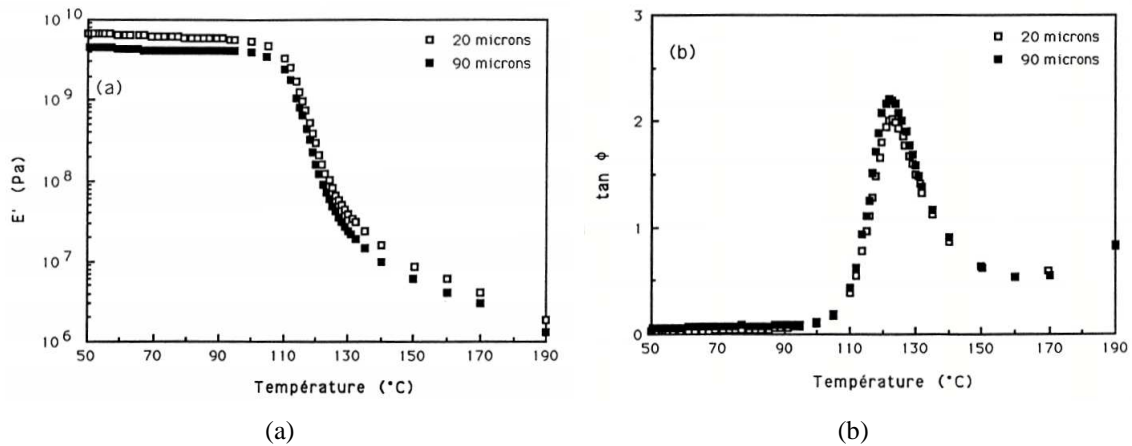 10^10
10^9
10^8
10^7
10^6
E' (Pa)
(a)
20 microns
90 microns
50 70 90 110 130 150 170 190
Température (°C)
(a)
3
2
1
0
tan ϕ
(b)
20 microns
90 microns
50 70 90 110 130 150 170 190
Température (°C)
(b)